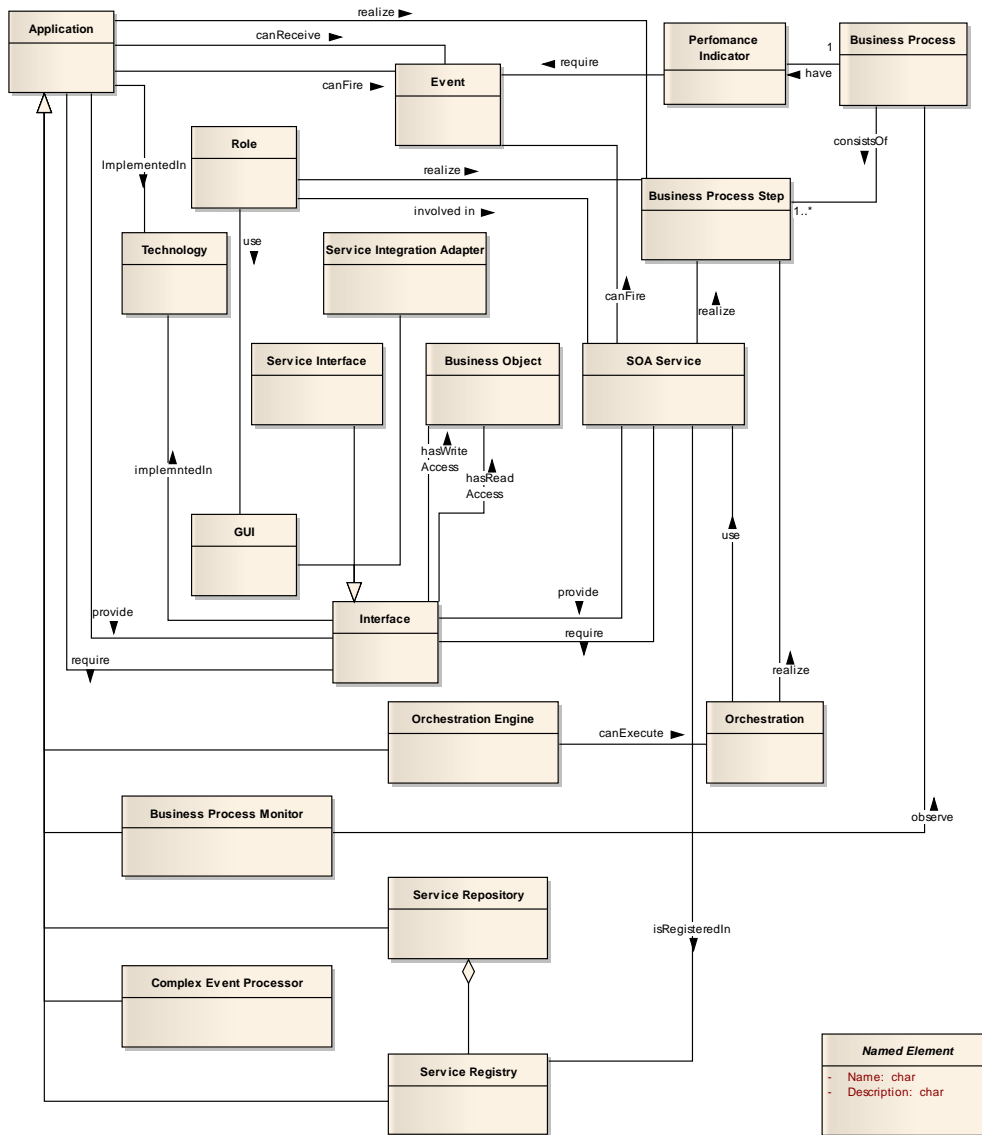 realize
Application
canReceive
Perfomance
Indicator
1
Business Process
require
have
canFire
Event
consistsOf
Role
ImplementedIn
realize
Business Process Step
1..*
involved in
use
Technology
Service Integration Adapter
canFire
realize
Service Interface
Business Object
SOA Service
hasWrite
Access
implemntedIn
hasRead
Access
GUI
use
provide
provide
Interface
require
require
realize
Orchestration Engine
Orchestration
canExecute
Business Process Monitor
observe
Service Repository
isRegisteredIn
Complex Event Processor
Named Element
Service Registry
- Name: char
- Description: char